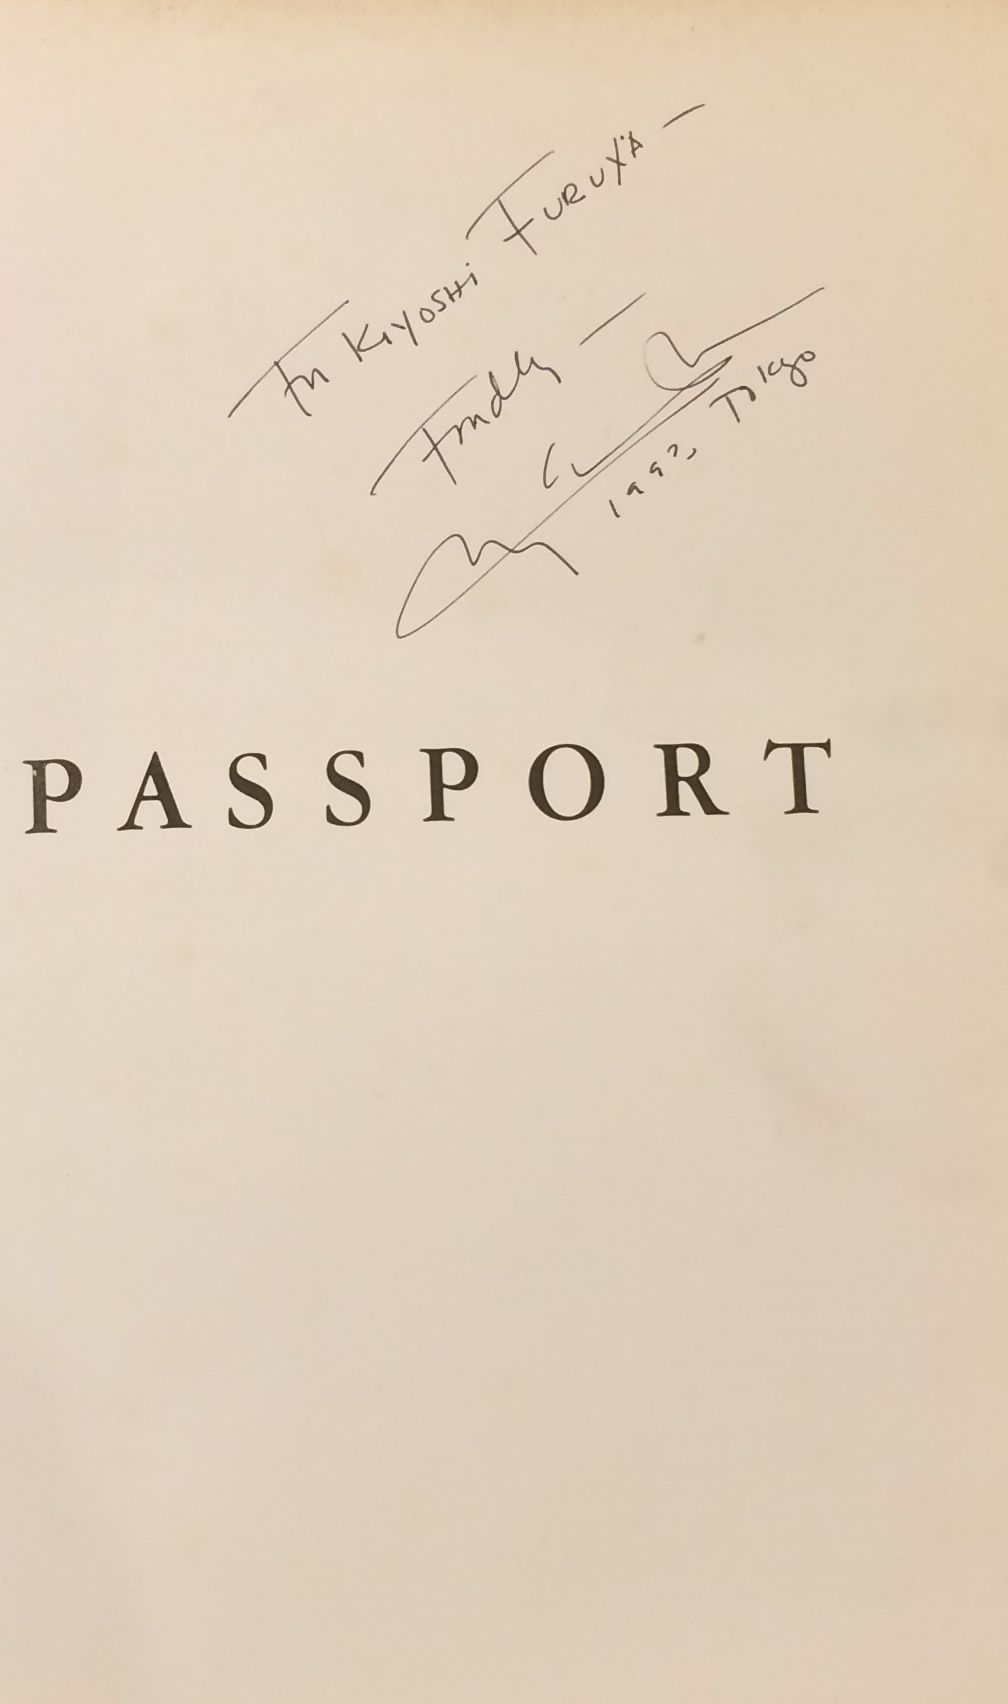 For KIYOSHI FURUYA —
Fondly —
1992, Tokyo
PASSPORT